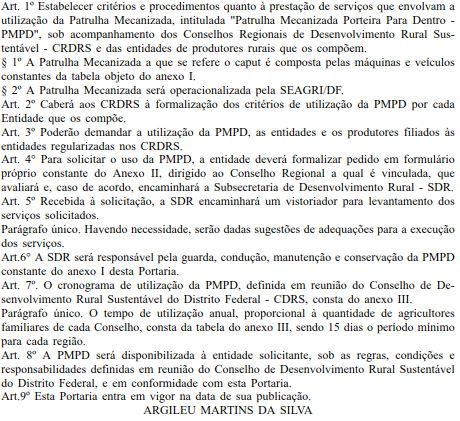 Art. 1º Estabelecer critérios e procedimentos quanto à prestação de serviços que envolvam a
utilização da Patrulha Mecanizada, intitulada "Patrulha Mecanizada Porteira Para Dentro -
PMPD", sob acompanhamento dos Conselhos Regionais de Desenvolvimento Rural Sus-
tentável - CRDRS e das entidades de produtores rurais que os compõem.
§ 1º A Patrulha Mecanizada a que se refere o caput é composta pelas máquinas e veículos
constantes da tabela objeto do anexo I.
§ 2º A Patrulha Mecanizada será operacionalizada pela SEAGRI/DF.
Art. 2º Caberá aos CRDRS à formalização dos critérios de utilização da PMPD por cada
Entidade que os compõe.
Art. 3º Poderão demandar a utilização da PMPD, as entidades e os produtores filiados às
entidades regularizadas nos CRDRS.
Art. 4° Para solicitar o uso da PMPD, a entidade deverá formalizar pedido em formulário
próprio constante do Anexo II, dirigido ao Conselho Regional a qual é vinculada, que
avaliará e, caso de acordo, encaminhará a Subsecretaria de Desenvolvimento Rural - SDR.
Art. 5º Recebida à solicitação, a SDR encaminhará um vistoriador para levantamento dos
serviços solicitados.
Parágrafo único. Havendo necessidade, serão dadas sugestões de adequações para a execução
dos serviços.
Art.6° A SDR será responsável pela guarda, condução, manutenção e conservação da PMPD
constante do anexo I desta Portaria.
Art. 7º. O cronograma de utilização da PMPD, definida em reunião do Conselho de De-
senvolvimento Rural Sustentável do Distrito Federal - CDRS, consta do anexo III.
Parágrafo único. O tempo de utilização anual, proporcional à quantidade de agricultores
familiares de cada Conselho, consta da tabela do anexo III, sendo 15 dias o período mínimo
para cada região.
Art. 8º A PMPD será disponibilizada à entidade solicitante, sob as regras, condições e
responsabilidades definidas em reunião do Conselho de Desenvolvimento Rural Sustentável
do Distrito Federal, e em conformidade com esta Portaria.
Art.9º Esta Portaria entra em vigor na data de sua publicação.
ARGILEU MARTINS DA SILVA